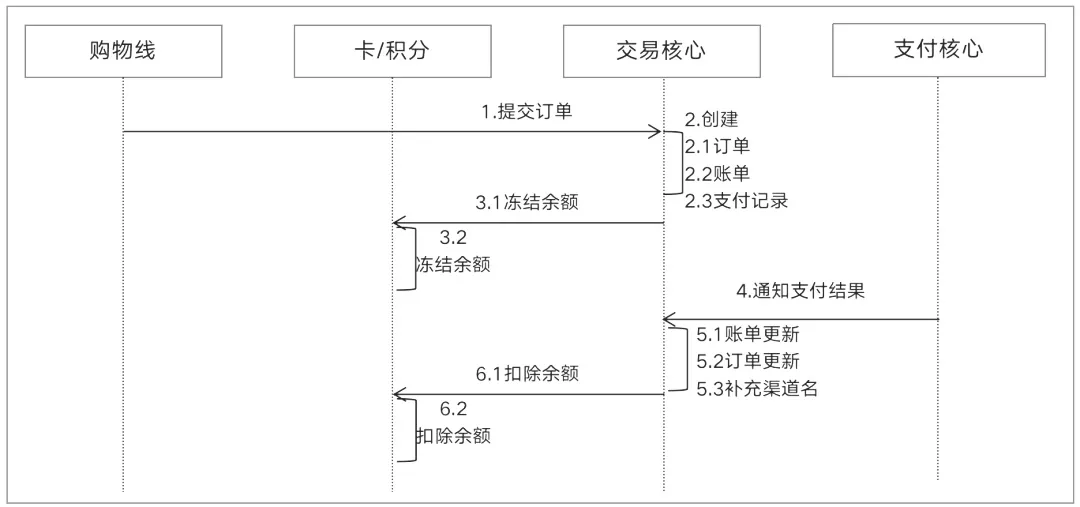 购物线
卡/积分
交易核心
支付核心
1.提交订单
2.创建
2.1订单
2.2账单
2.3支付记录
3.1冻结余额
3.2
冻结余额
4.通知支付结果
5.1账单更新
5.2订单更新
5.3补充渠道名
6.1扣除余额
6.2
扣除余额